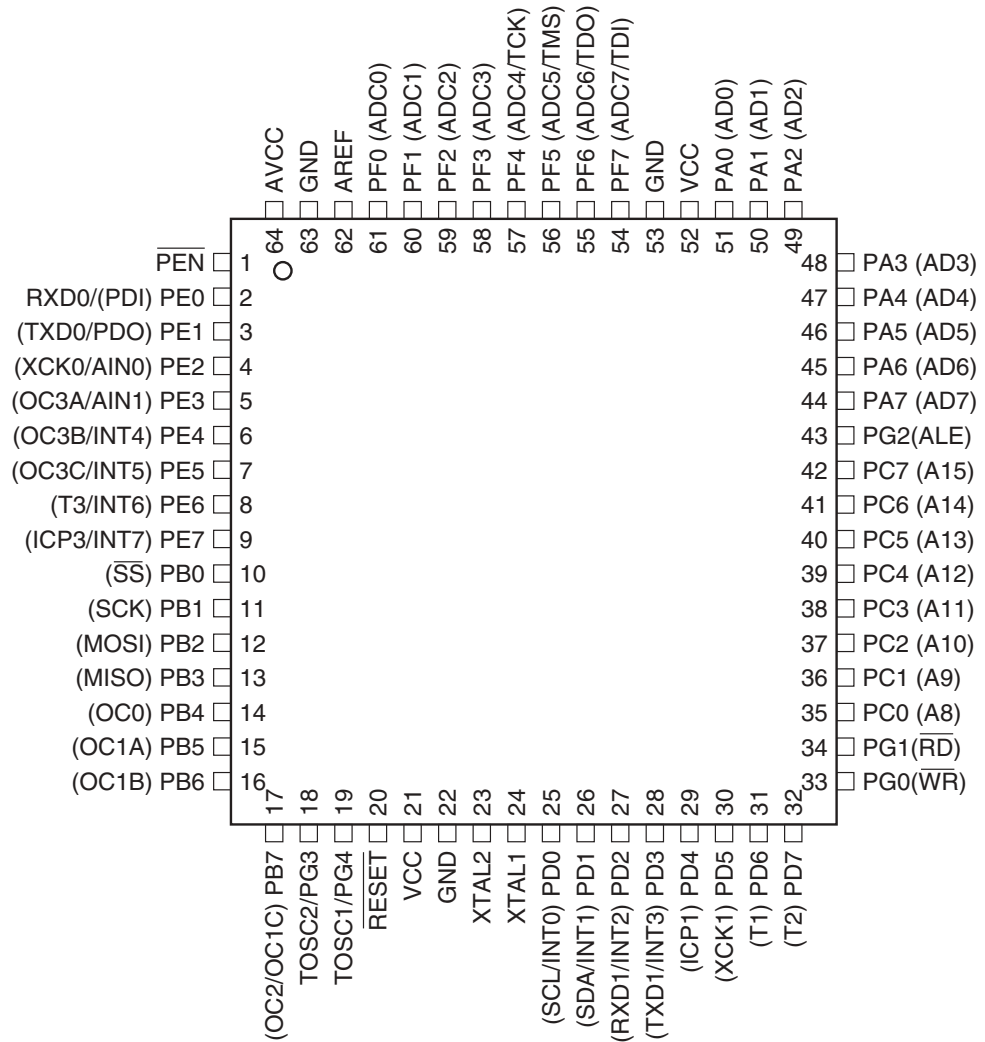 AVCC
GND
AREF
PF0 (ADC0)
PF1 (ADC1)
PF2 (ADC2)
PF3 (ADC3)
PF4 (ADC4/TCK)
PF5 (ADC5/TMS)
PF6 (ADC6/TDO)
PF7 (ADC7/TDI)
GND
VCC
PA0 (AD0)
PA1 (AD1)
PA2 (AD2)
64
63
62
61
60
59
58
57
56
55
54
53
52
51
50
49
PEN 1
RXD0/(PDI) PE0 2
(TXD0/PDO) PE1 3
(XCK0/AIN0) PE2 4
(OC3A/AIN1) PE3 5
(OC3B/INT4) PE4 6
(OC3C/INT5) PE5 7
(T3/INT6) PE6 8
(ICP3/INT7) PE7 9
(SS) PB0 10
(SCK) PB1 11
(MOSI) PB2 12
(MISO) PB3 13
(OC0) PB4 14
(OC1A) PB5 15
(OC1B) PB6 16
48 PA3 (AD3)
47 PA4 (AD4)
46 PA5 (AD5)
45 PA6 (AD6)
44 PA7 (AD7)
43 PG2(ALE)
42 PC7 (A15)
41 PC6 (A14)
40 PC5 (A13)
39 PC4 (A12)
38 PC3 (A11)
37 PC2 (A10)
36 PC1 (A9)
35 PC0 (A8)
34 PG1(RD)
33 PG0(WR)
17
18
19
20
21
22
23
24
25
26
27
28
29
30
31
32
(OC2/OC1C) PB7
TOSC2/PG3
TOSC1/PG4
RESET
VCC
GND
XTAL2
XTAL1
(SCL/INT0) PD0
(SDA/INT1) PD1
(RXD1/INT2) PD2
(TXD1/INT3) PD3
(ICP1) PD4
(XCK1) PD5
(T1) PD6
(T2) PD7